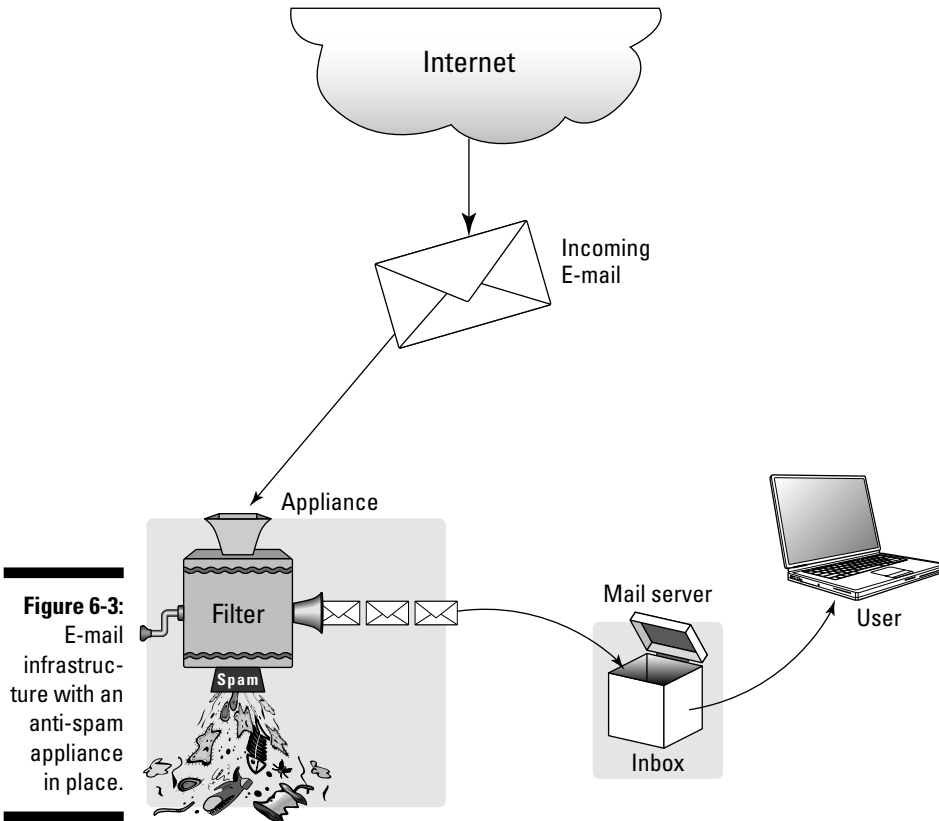 Internet
Incoming
E-mail
Appliance
Filter
Spam
Mail server
Inbox
User
Figure 6-3:
E-mail
infrastruc-
ture with an
anti-spam
appliance
in place.